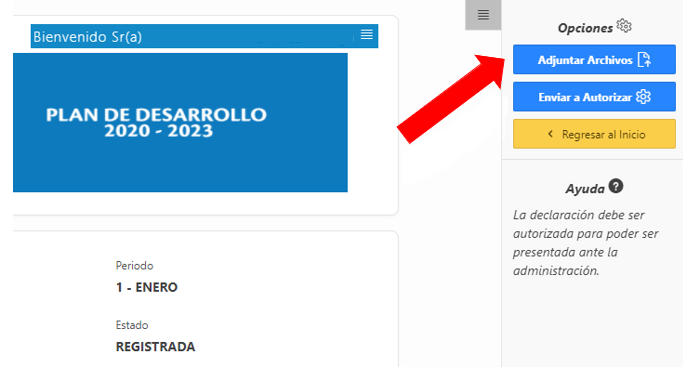 Bienvenido Sr(a)
PLAN DE DESARROLLO
2020 - 2023
Periodo
1 - ENERO
Estado
REGISTRADA
Opciones
Adjuntar Archivos
Enviar a Autorizar
Regresar al Inicio
Ayuda
La declaración debe ser
autorizada para poder ser
presentada ante la
administración.